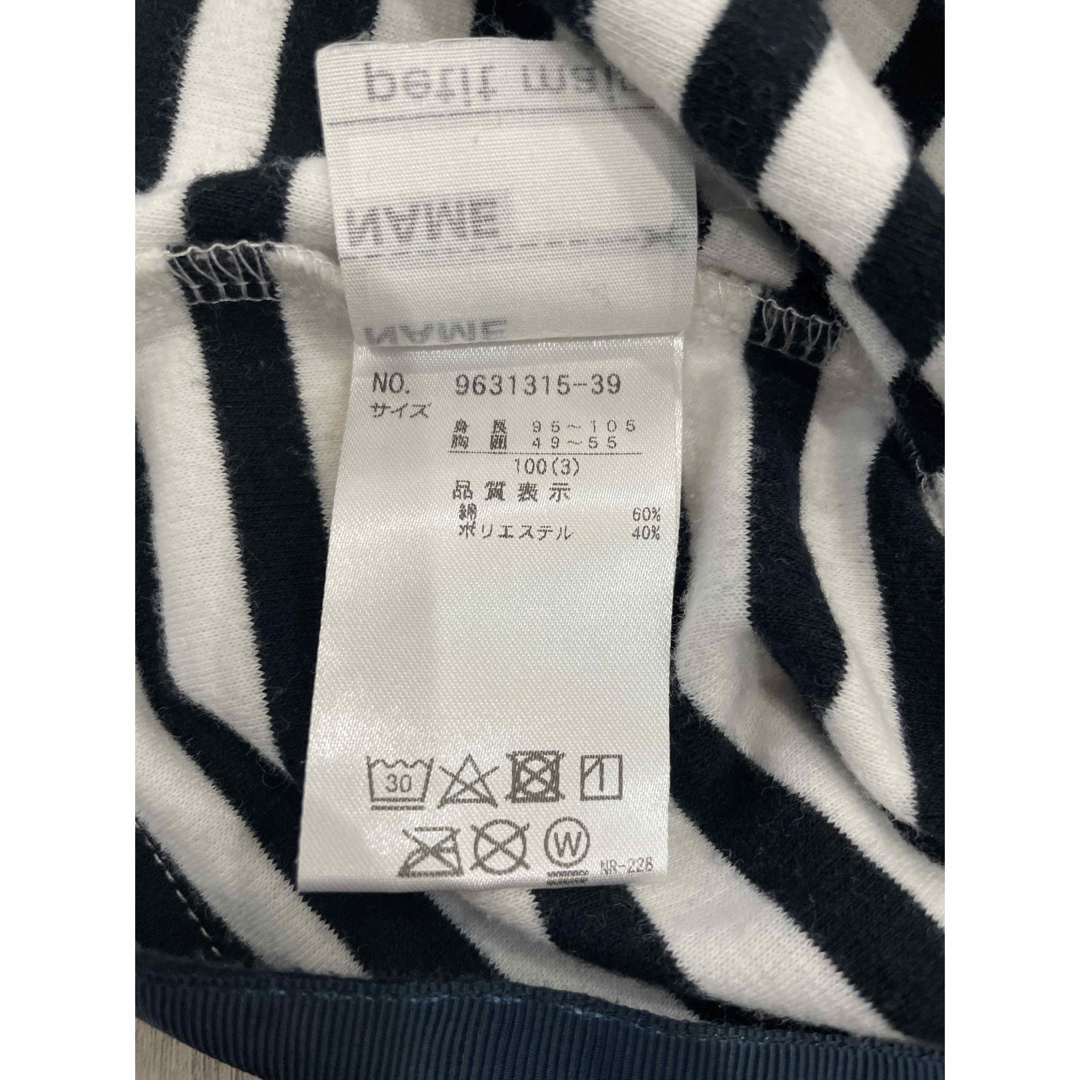 petit main
NAME
NAME
NO. 9631315-39
サイズ
身長 95～105
胸囲 49～55
100(3)
品質表示
綿 60%
ポリエステル 40%
30
W
NR-228